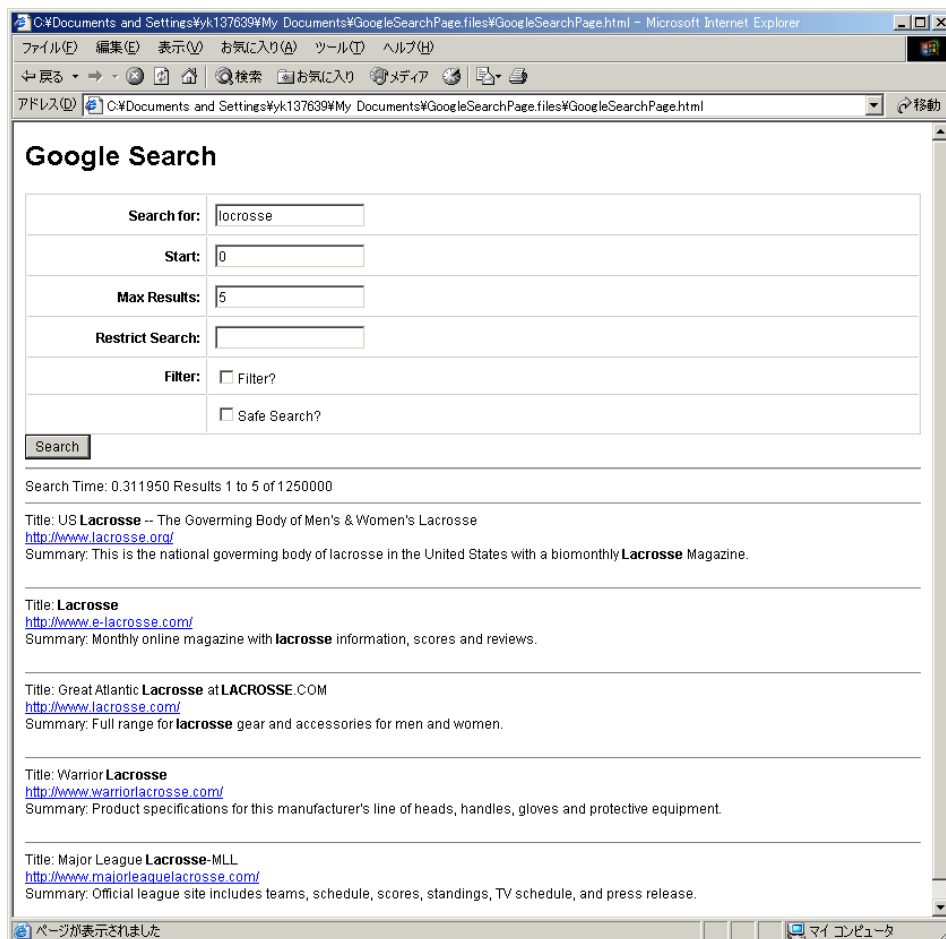 C:¥Documents and Settings¥yk137639¥My Documents¥GoogleSearchPage.files¥GoogleSearchPage.html - Microsoft Internet Explorer
ファイル(F) 編集(E) 表示(V) お気に入り(A) ツール(T) ヘルプ(H)
戻る 検索 お気に入り メディア
アドレス(D) C:¥Documents and Settings¥yk137639¥My Documents¥GoogleSearchPage.files¥GoogleSearchPage.html 移動
Google Search
Search for: locrosse
Start: 0
Max Results: 5
Restrict Search:
Filter: Filter?
Safe Search?
Search
Search Time: 0.311950 Results 1 to 5 of 1250000
Title: US Lacrosse -- The Goverming Body of Men's & Women's Lacrosse
http://www.lacrosse.org/
Summary: This is the national goverming body of lacrosse in the United States with a biomonthly Lacrosse Magazine.
Title: Lacrosse
http://www.e-lacrosse.com/
Summary: Monthly online magazine with lacrosse information, scores and reviews.
Title: Great Atlantic Lacrosse at LACROSSE.COM
http://www.lacrosse.com/
Summary: Full range for lacrosse gear and accessories for men and women.
Title: Warrior Lacrosse
http://www.warriorlacrosse.com/
Summary: Product specifications for this manufacturer's line of heads, handles, gloves and protective equipment.
Title: Major League Lacrosse-MLL
http://www.majorleaguelacrosse.com/
Summary: Official league site includes teams, schedule, scores, standings, TV schedule, and press release.
ページが表示されました マイ コンピュータ